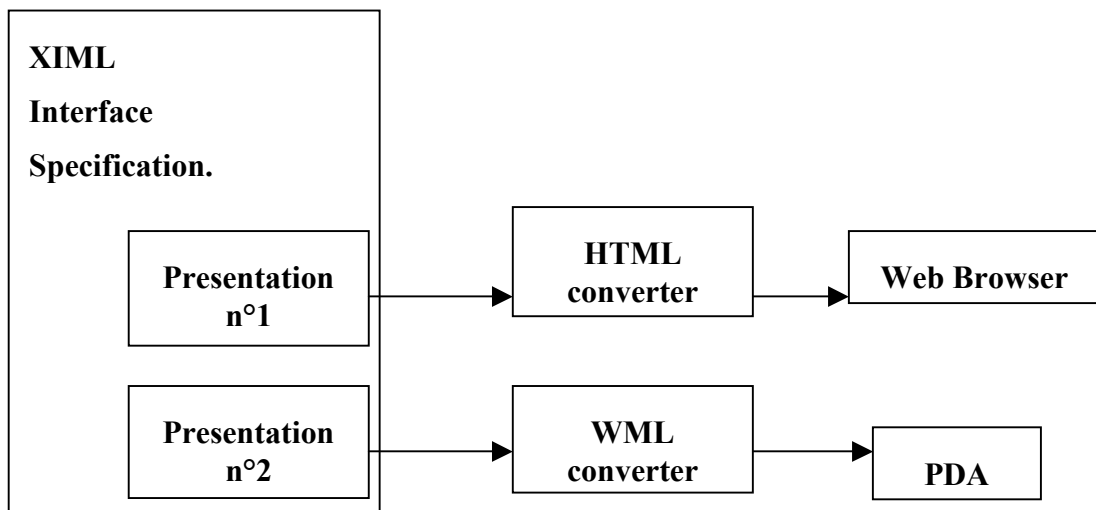 XIML
Interface
Specification.
Presentation
n°1
HTML
converter
Web Browser
Presentation
n°2
WML
converter
PDA